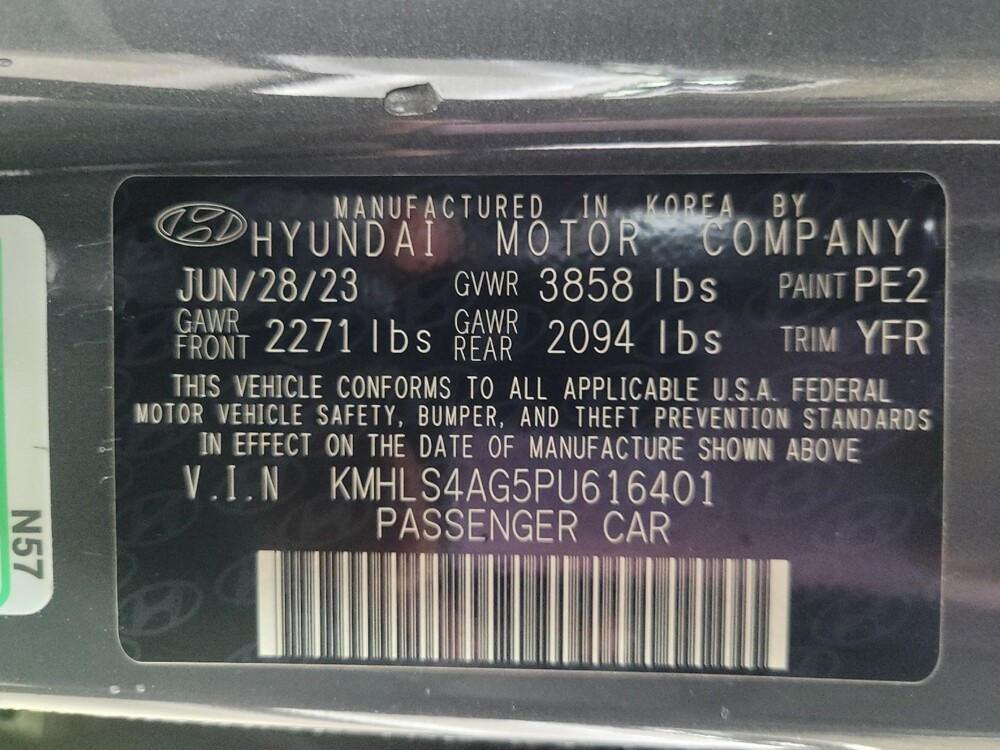 MANUFACTURED IN KOREA BY
HYUNDAI MOTOR COMPANY
JUN/28/23 GVWR 3858 lbs PAINT PE2
GAWR FRONT 2271 lbs GAWR REAR 2094 lbs TRIM YFR
THIS VEHICLE CONFORMS TO ALL APPLICABLE U.S.A. FEDERAL
MOTOR VEHICLE SAFETY, BUMPER, AND THEFT PREVENTION STANDARDS
IN EFFECT ON THE DATE OF MANUFACTURE SHOWN ABOVE
V.I.N KMHLS4AG5PU616401
PASSENGER CAR
N57